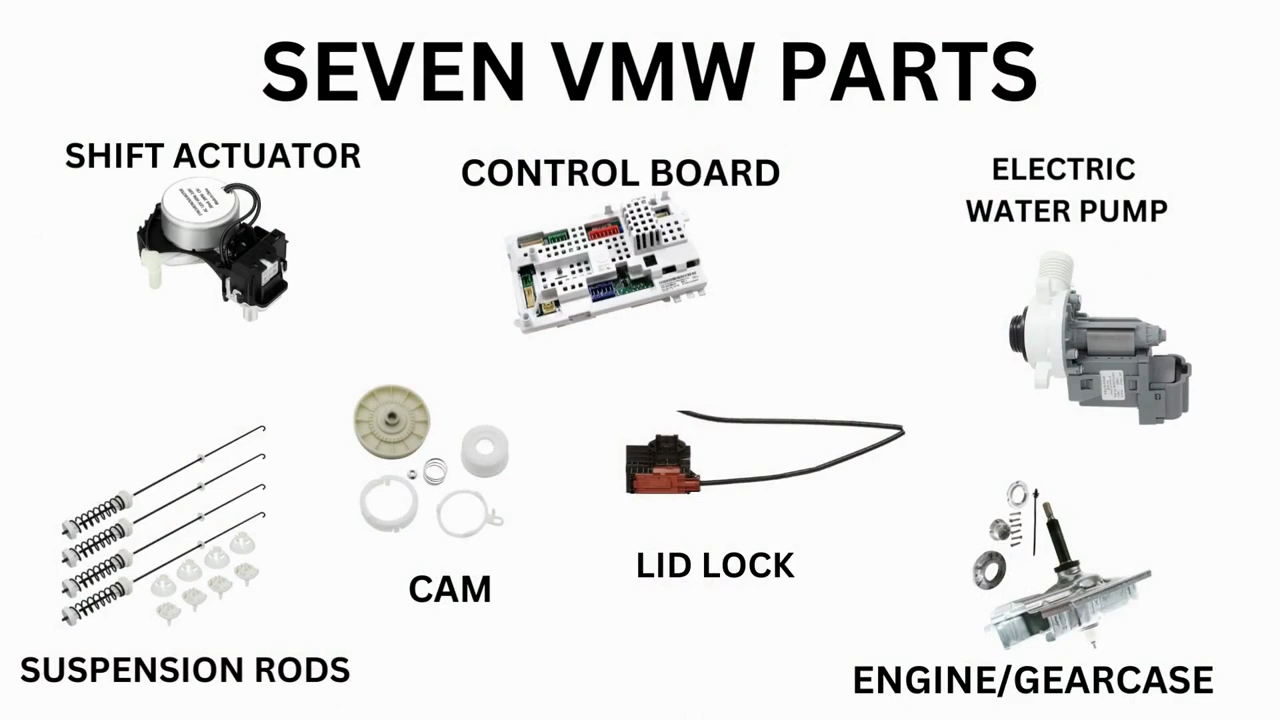 SEVEN VMW PARTS
SHIFT ACTUATOR
CONTROL BOARD
ELECTRIC
WATER PUMP
CAM
LID LOCK
SUSPENSION RODS
ENGINE/GEARCASE